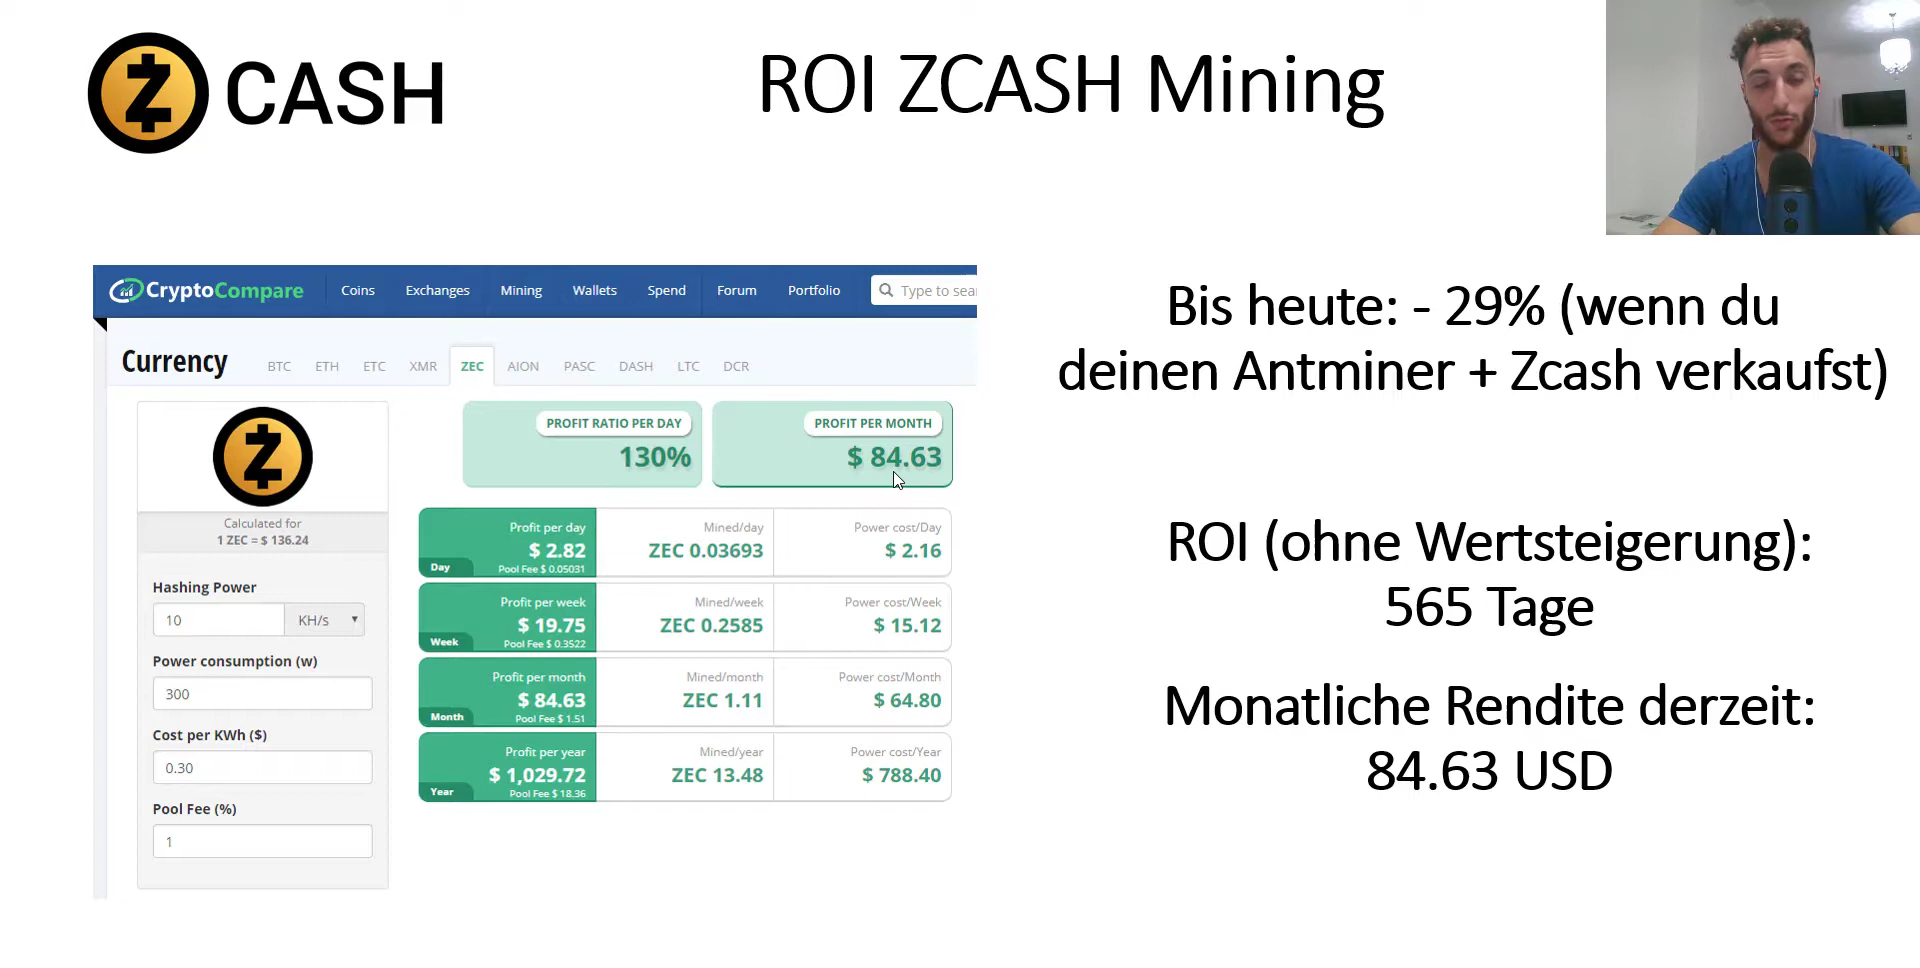 CASH
ROI ZCASH Mining
CryptoCompare
Coins
Exchanges
Mining
Wallets
Spend
Forum
Portfolio
Type to sea
Currency
BTC
ETH
ETC
XMR
ZEC
AION
PASC
DASH
LTC
DCR
Calculated for
1 ZEC = $ 136.24
Hashing Power
10
KH/s
Power consumption (w)
300
Cost per KWh ($)
0.30
Pool Fee (%)
1
PROFIT RATIO PER DAY
130%
PROFIT PER MONTH
$ 84.63
Profit per day
$ 2.82
Pool Fee $ 0.05031
Day
Mined/day
ZEC 0.03693
Power cost/Day
$ 2.16
Profit per week
$ 19.75
Pool Fee $ 0.3522
Week
Mined/week
ZEC 0.2585
Power cost/Week
$ 15.12
Profit per month
$ 84.63
Pool Fee $ 1.51
Month
Mined/month
ZEC 1.11
Power cost/Month
$ 64.80
Profit per year
$ 1,029.72
Pool Fee $ 18.36
Year
Mined/year
ZEC 13.48
Power cost/Year
$ 788.40
Bis heute: - 29% (wenn du
deinen Antminer + Zcash verkaufst)
ROI (ohne Wertsteigerung):
565 Tage
Monatliche Rendite derzeit:
84.63 USD